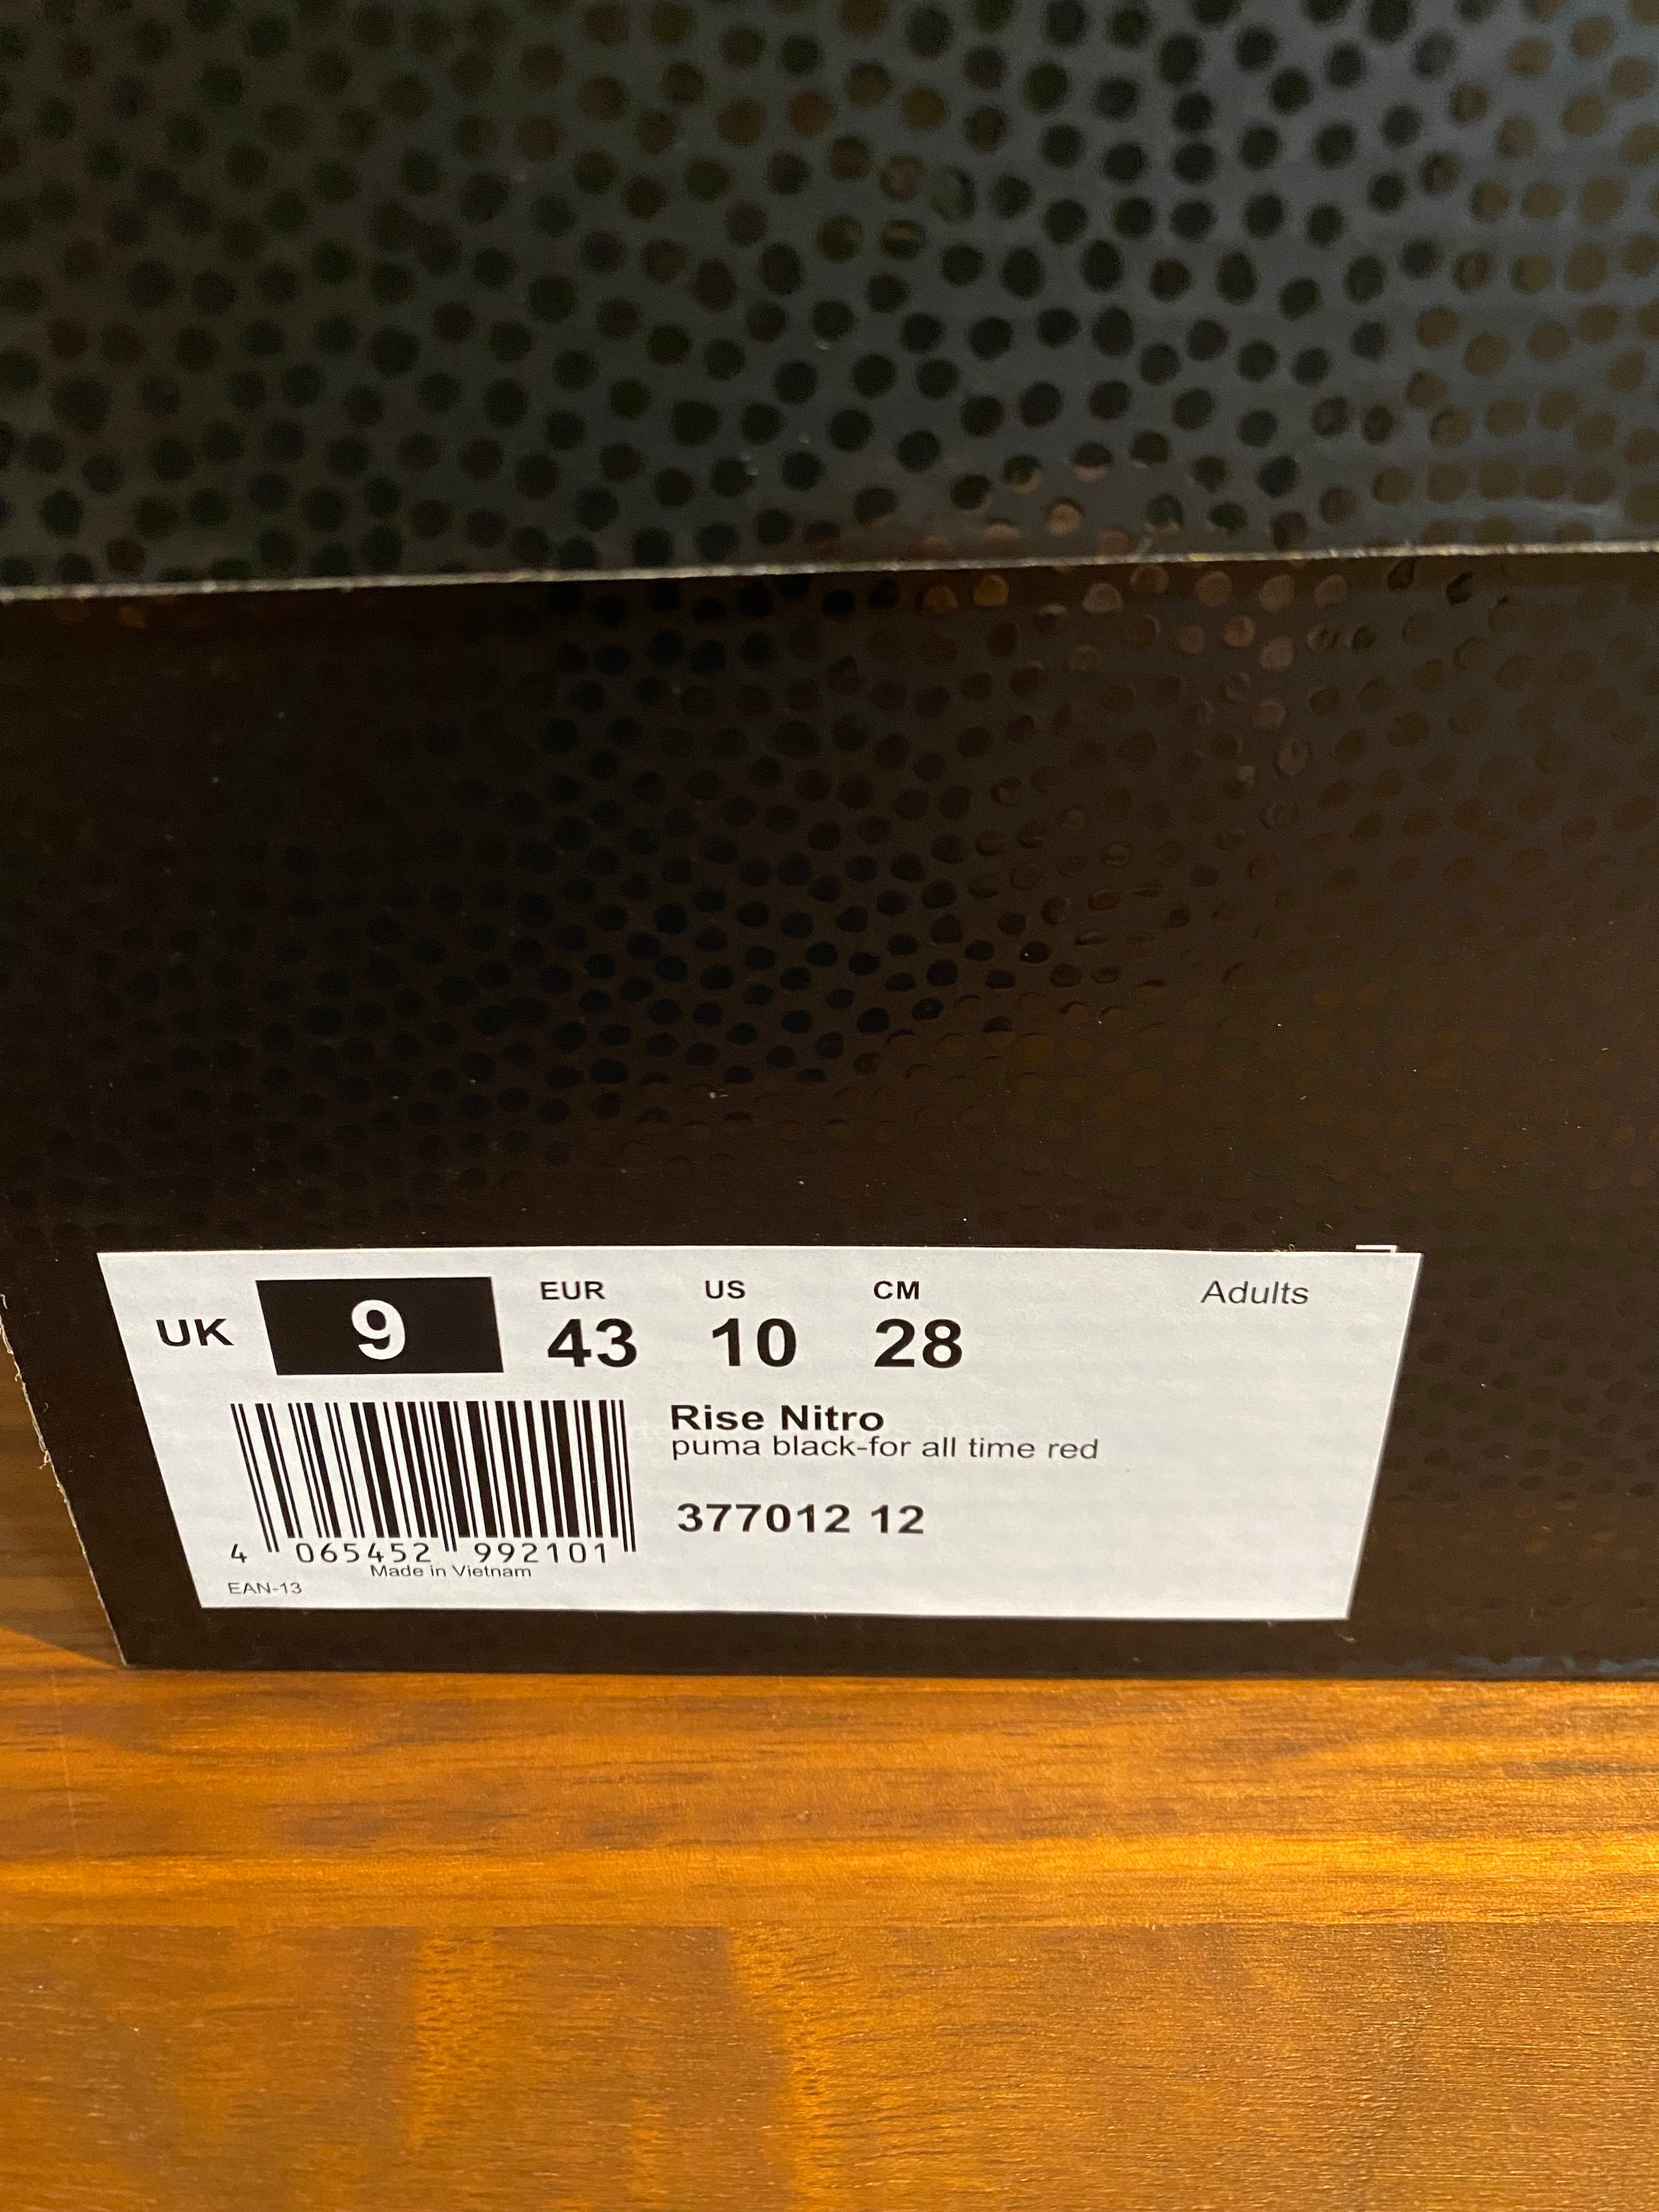 EUR US CM Adults
UK 9 43 10 28
Rise Nitro
puma black-for all time red
377012 12
4 065452 992101
Made in Vietnam
EAN-13